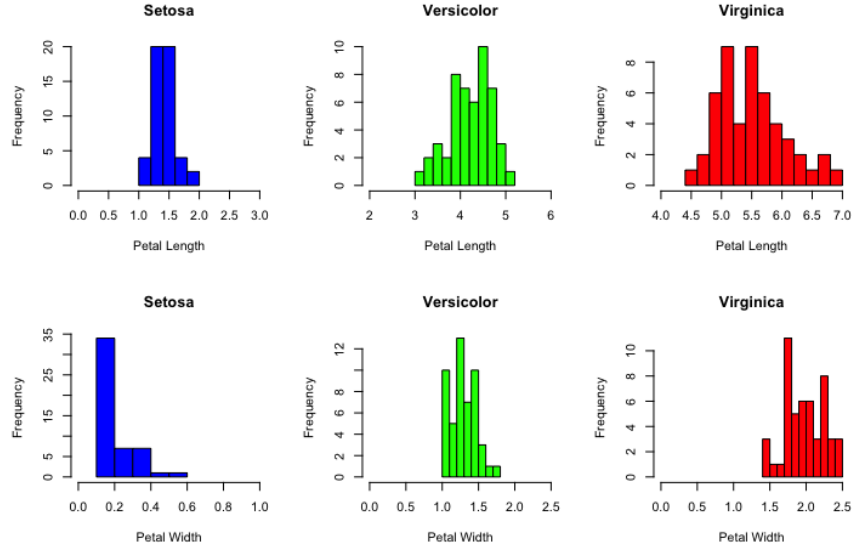 Setosa
Versicolor
Virginica
Frequency
20
15
10
5
0
0.0 0.5 1.0 1.5 2.0 2.5 3.0
Petal Length
Frequency
10
8
6
4
2
0
2 3 4 5 6
Petal Length
Frequency
8
6
4
2
0
4.0 4.5 5.0 5.5 6.0 6.5 7.0
Petal Length
Setosa
Versicolor
Virginica
Frequency
35
25
15
5
0
0.0 0.2 0.4 0.6 0.8 1.0
Petal Width
Frequency
12
8
6
4
2
0
0.0 0.5 1.0 1.5 2.0 2.5
Petal Width
Frequency
10
8
6
4
2
0
0.0 0.5 1.0 1.5 2.0 2.5
Petal Width